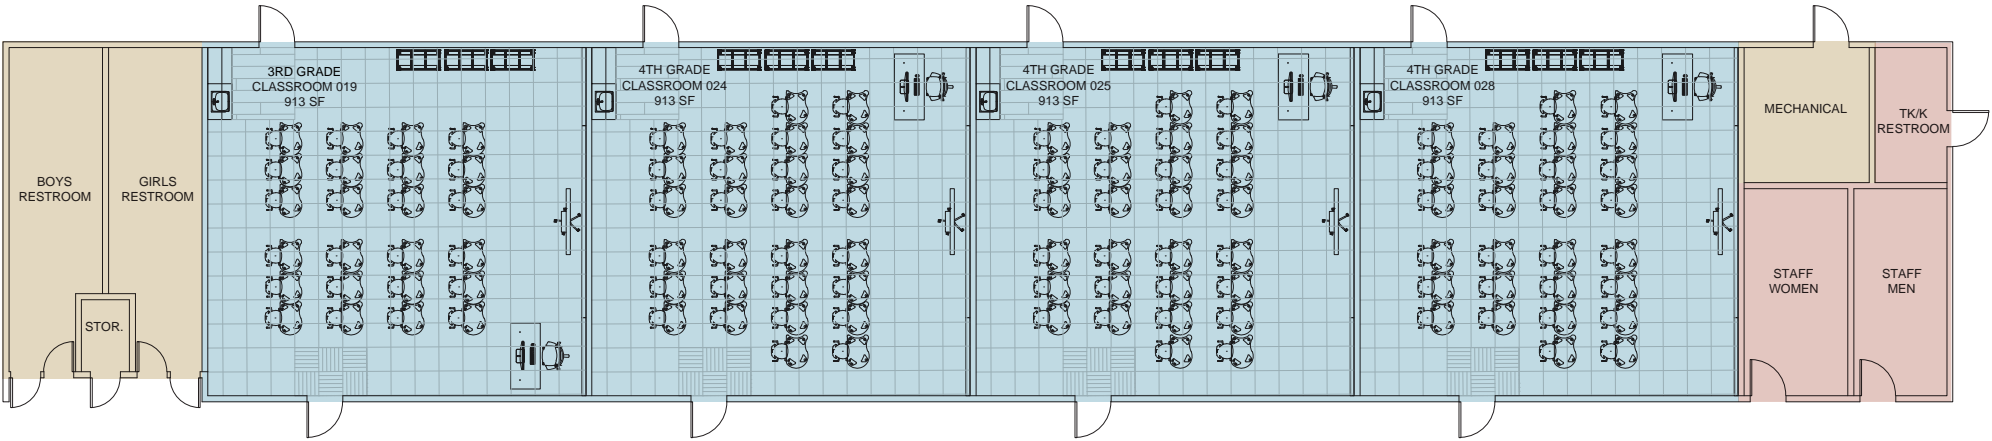 BOYS
RESTROOM
GIRLS
RESTROOM
STOR.
3RD GRADE
CLASSROOM 019
913 SF
4TH GRADE
CLASSROOM 024
913 SF
4TH GRADE
CLASSROOM 025
913 SF
4TH GRADE
CLASSROOM 028
913 SF
MECHANICAL
TK/K
RESTROOM
STAFF
WOMEN
STAFF
MEN